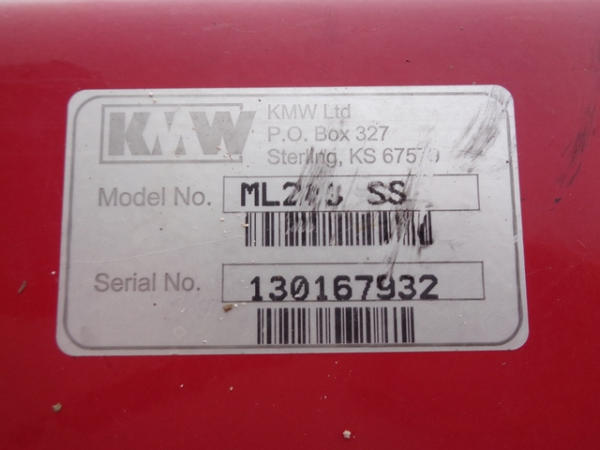 KMW
KMW Ltd
P.O. Box 327
Sterling, KS
Model No. SS
Serial No. 130167932